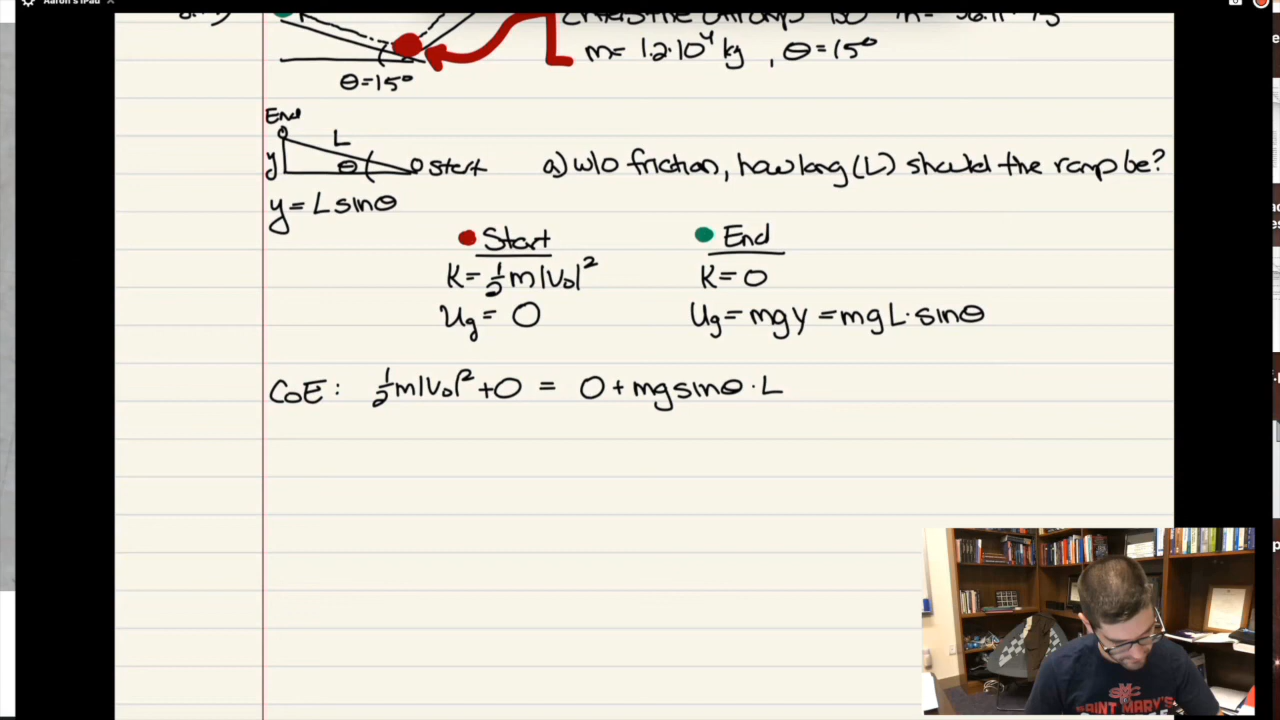 Aaron's iPad
m= 1.2·10⁴ kg , θ=15°
θ=15°
End
L
y
θ
Start
a) w/o friction, how long (L) should the ramp be?
y = L sinθ
Start
End
K= ½m|v₀|²
K= 0
Ug= 0
Ug= mgy = mgL·sinθ
CoE: ½m|v₀|² +0 = 0 + mgsinθ · L
SMC
SAINT MARY'S